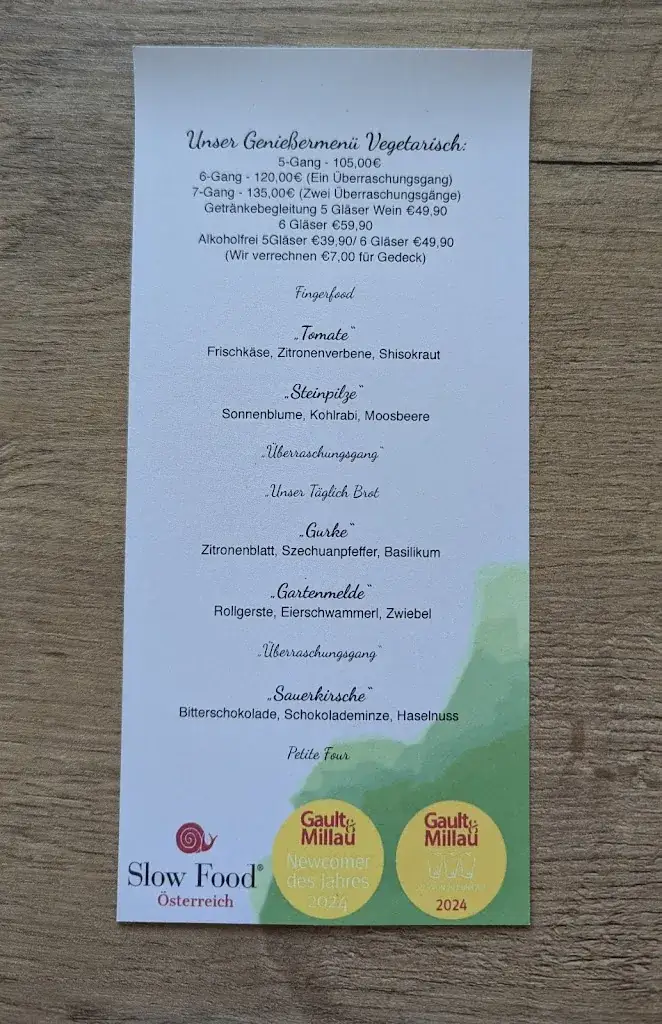 Unser Genießermenü Vegetarisch:
5-Gang - 105,00€
6-Gang - 120,00€ (Ein Überraschungsgang)
7-Gang - 135,00€ (Zwei Überraschungsgänge)
Getränkebegleitung 5 Gläser Wein €49,90
6 Gläser €59,90
Alkoholfrei 5Gläser €39,90/ 6 Gläser €49,90
(Wir verrechnen €7,00 für Gedeck)
Fingerfood
„Tomate“
Frischkäse, Zitronenverbene, Shisokraut
„Steinpilze“
Sonnenblume, Kohlrabi, Moosbeere
„Überraschungsgang“
„Unser Täglich Brot
„Gurke“
Zitronenblatt, Szechuanpfeffer, Basilikum
„Gartenmelde“
Rollgerste, Eierschwammerl, Zwiebel
„Überraschungsgang“
„Sauerkirsche“
Bitterschokolade, Schokolademinze, Haselnuss
Petite Four
Slow Food®
Österreich
Gault&
Millau
Newcomer
des Jahres
2024
Gault&
Millau
2024